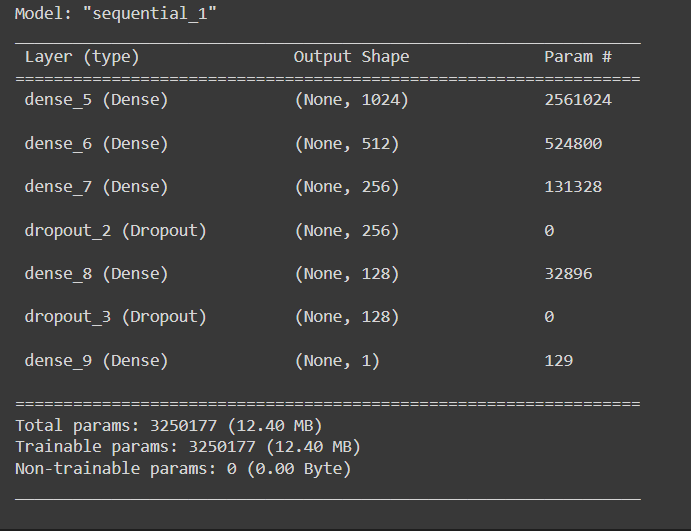 Model: "sequential_1"
Layer (type) Output Shape Param #
dense_5 (Dense) (None, 1024) 2561024
dense_6 (Dense) (None, 512) 524800
dense_7 (Dense) (None, 256) 131328
dropout_2 (Dropout) (None, 256) 0
dense_8 (Dense) (None, 128) 32896
dropout_3 (Dropout) (None, 128) 0
dense_9 (Dense) (None, 1) 129
Total params: 3250177 (12.40 MB)
Trainable params: 3250177 (12.40 MB)
Non-trainable params: 0 (0.00 Byte)